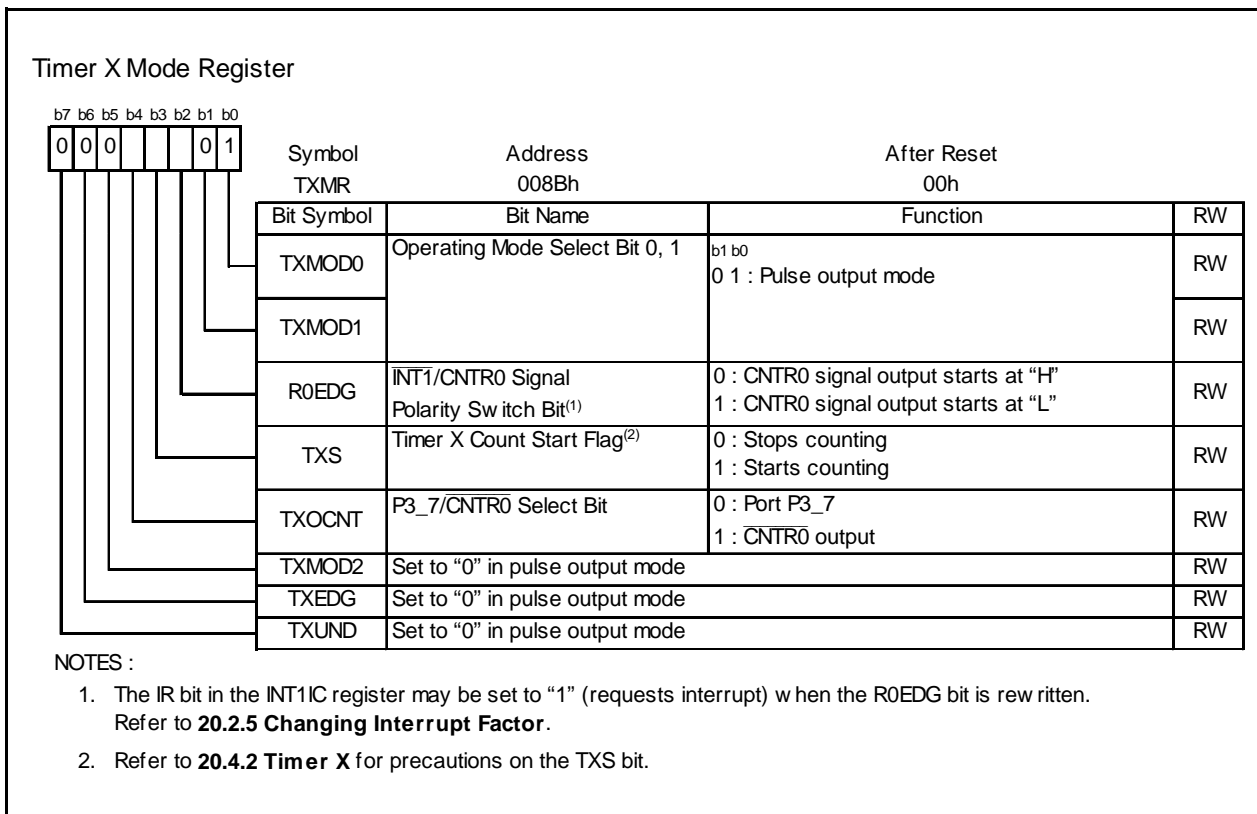 Timer X Mode Register
b7 b6 b5 b4 b3 b2 b1 b0
0 0 0 0 1
Symbol Address After Reset
TXMR 008Bh 00h
Bit Symbol Bit Name Function RW
TXMOD0 Operating Mode Select Bit 0, 1 b1 b0
0 1 : Pulse output mode RW
TXMOD1 RW
R0EDG INT1/CNTR0 Signal
Polarity Switch Bit(1) 0 : CNTR0 signal output starts at “H”
1 : CNTR0 signal output starts at “L” RW
TXS Timer X Count Start Flag(2) 0 : Stops counting
1 : Starts counting RW
TXOCNT P3_7/CNTR0 Select Bit 0 : Port P3_7
1 : CNTR0 output RW
TXMOD2 Set to “0” in pulse output mode RW
TXEDG Set to “0” in pulse output mode RW
TXUND Set to “0” in pulse output mode RW
NOTES :
1. The IR bit in the INT1IC register may be set to “1” (requests interrupt) when the R0EDG bit is rewritten.
Refer to 20.2.5 Changing Interrupt Factor.
2. Refer to 20.4.2 Timer X for precautions on the TXS bit.